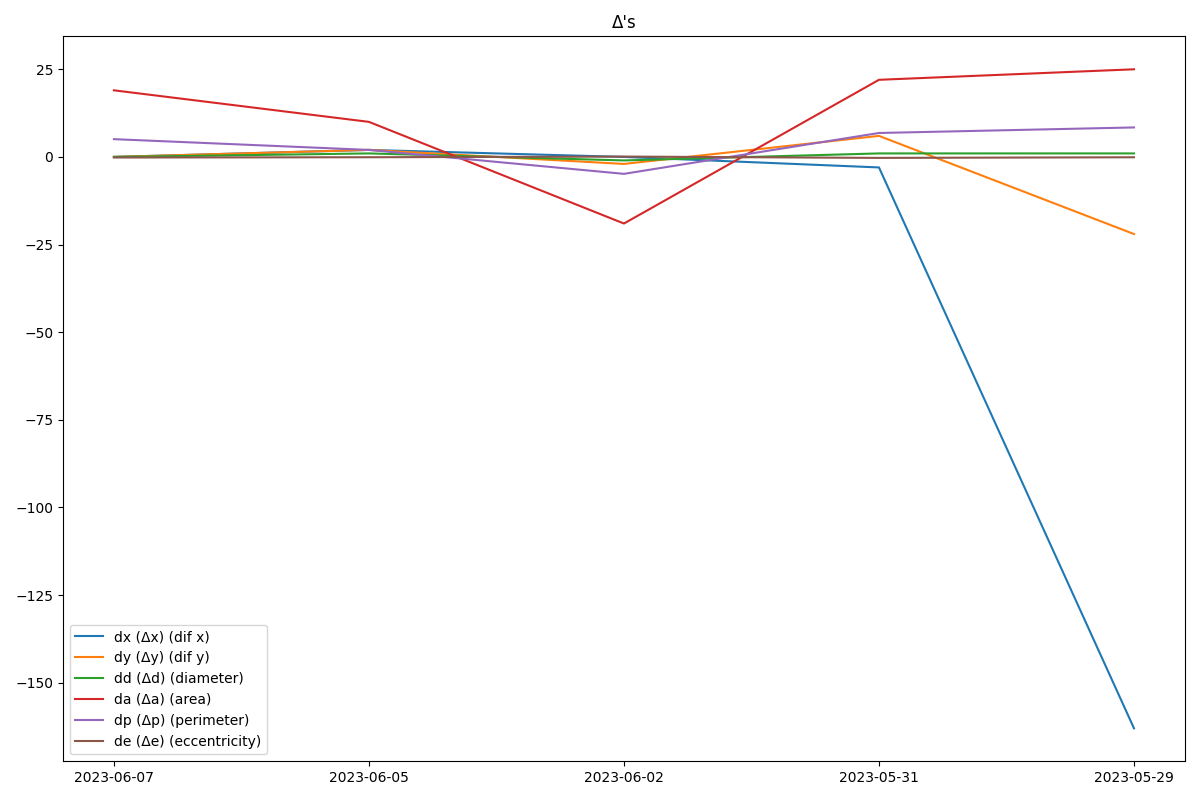 Δ's
25
0
−25
−50
−75
−100
−125
−150
dx (Δx) (dif x)
dy (Δy) (dif y)
dd (Δd) (diameter)
da (Δa) (area)
dp (Δp) (perimeter)
de (Δe) (eccentricity)
2023-06-07 2023-06-05 2023-06-02 2023-05-31 2023-05-29